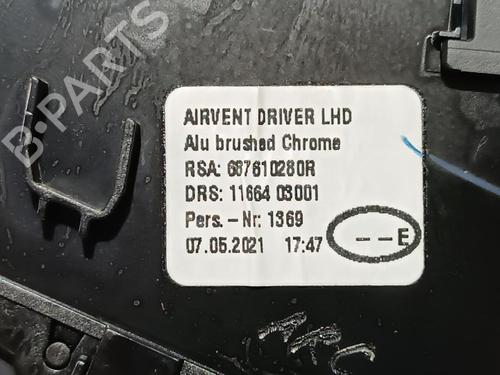 B-PARTS
AIRVENT DRIVER LHD
Alu brushed Chrome
RSA: 687610280R
DRS: 11664 03001
Pers. - Nr: 1369
07.05.2021 17:47 -- E